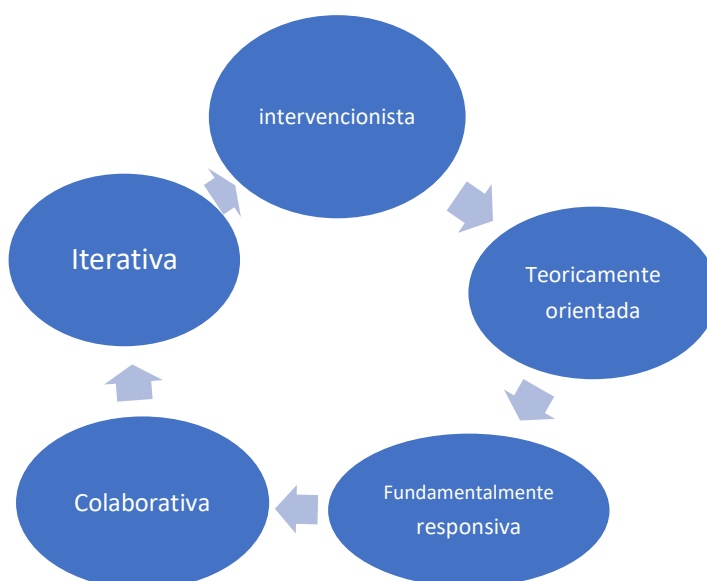 intervencionista
Teoricamente
orientada
Fundamentalmente
responsiva
Colaborativa
Iterativa